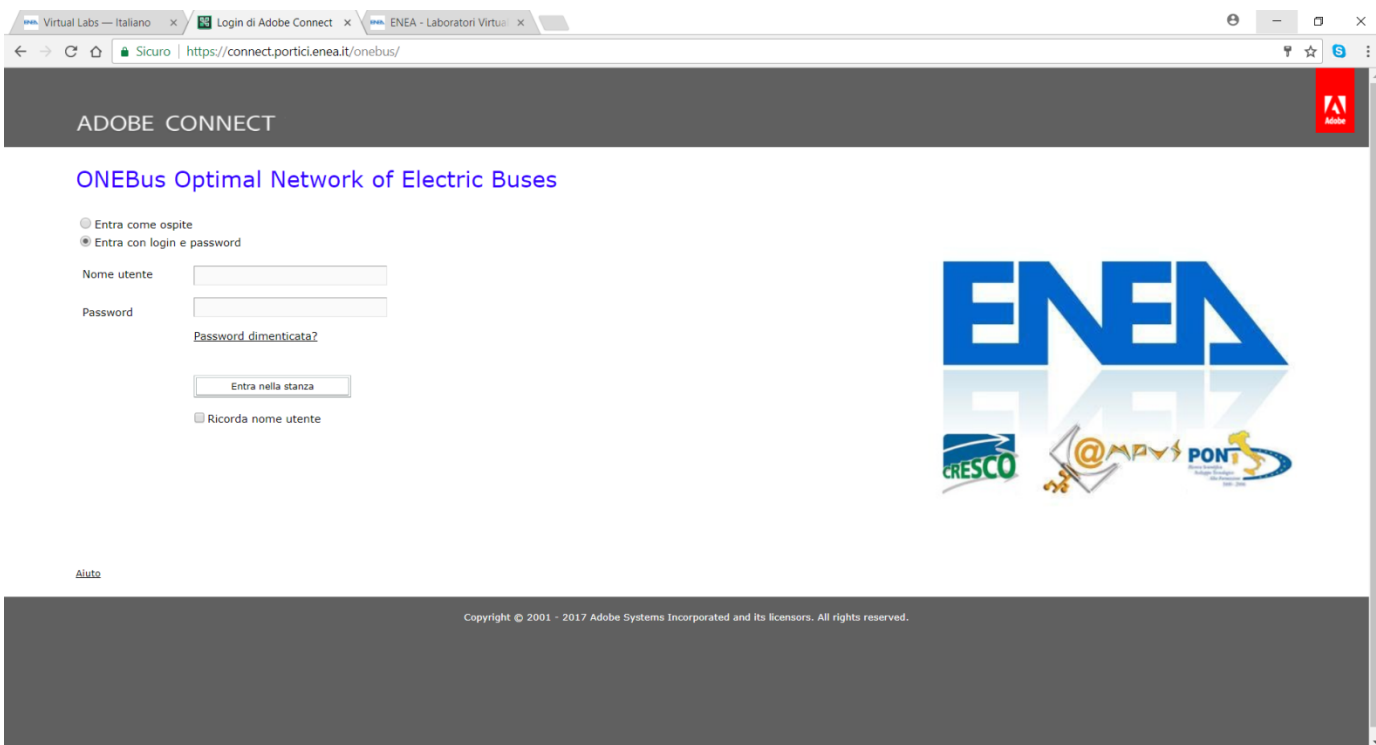 Virtual Labs — Italiano
Login di Adobe Connect
ENEA - Laboratori Virtual
Sicuro
https://connect.portici.enea.it/onebus/
ADOBE CONNECT
Adobe
ONEBus Optimal Network of Electric Buses
Entra come ospite
Entra con login e password
Nome utente
Password
Password dimenticata?
Entra nella stanza
Ricorda nome utente
ENEA
CRESCO
C@MPUS
PON
Aiuto
Copyright © 2001 - 2017 Adobe Systems Incorporated and its licensors. All rights reserved.